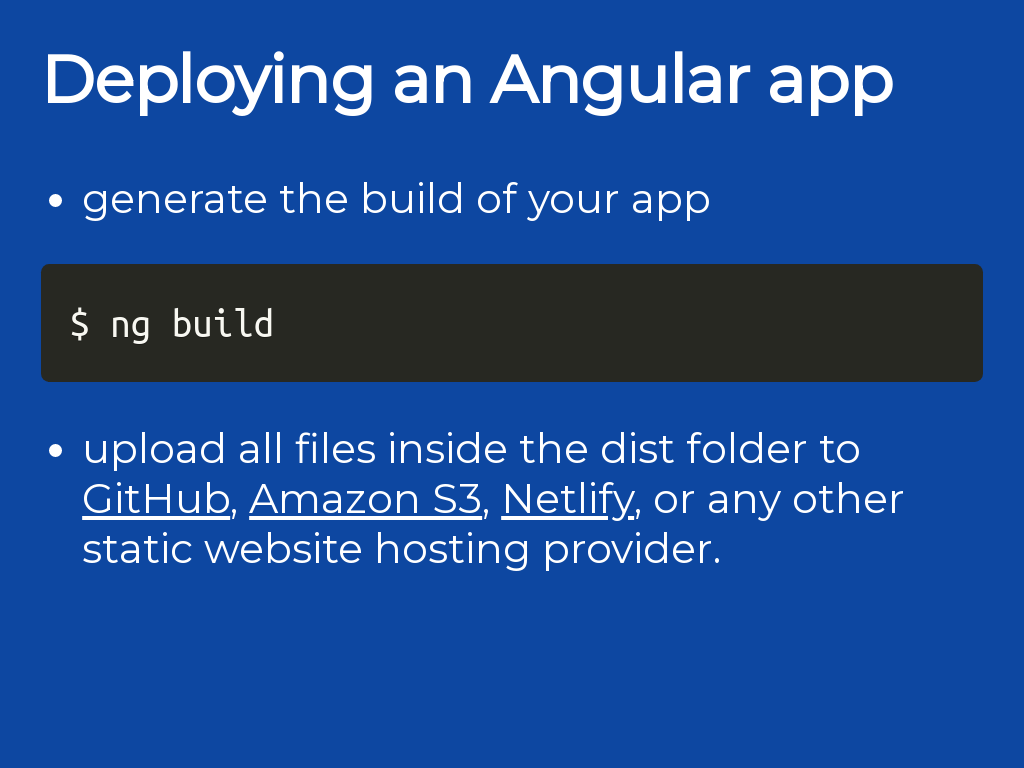 Deploying an Angular app
• generate the build of your app
$ ng build
• upload all files inside the dist folder to
GitHub, Amazon S3, Netlify, or any other
static website hosting provider.